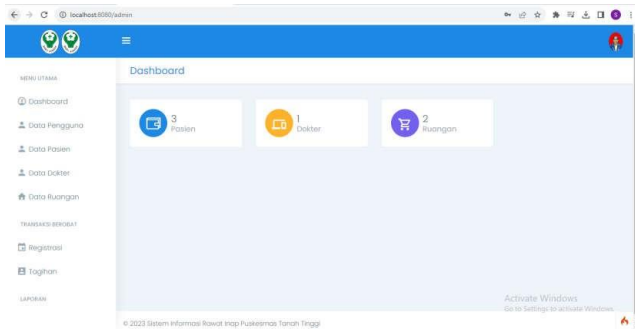 localhost:8080/admin
Dashboard
MENU UTAMA
Dashboard
Data Pengguna
Data Pasien
Data Dokter
Data Ruangan
TRANSAKSI BEROBAT
Registrasi
Tagihan
LAPORAN
3
Pasien
1
Dokter
2
Ruangan
Activate Windows
Go to Settings to activate Windows.
© 2023 Sistem Informasi Rawat Inap Puskesmas Tanah Tinggi